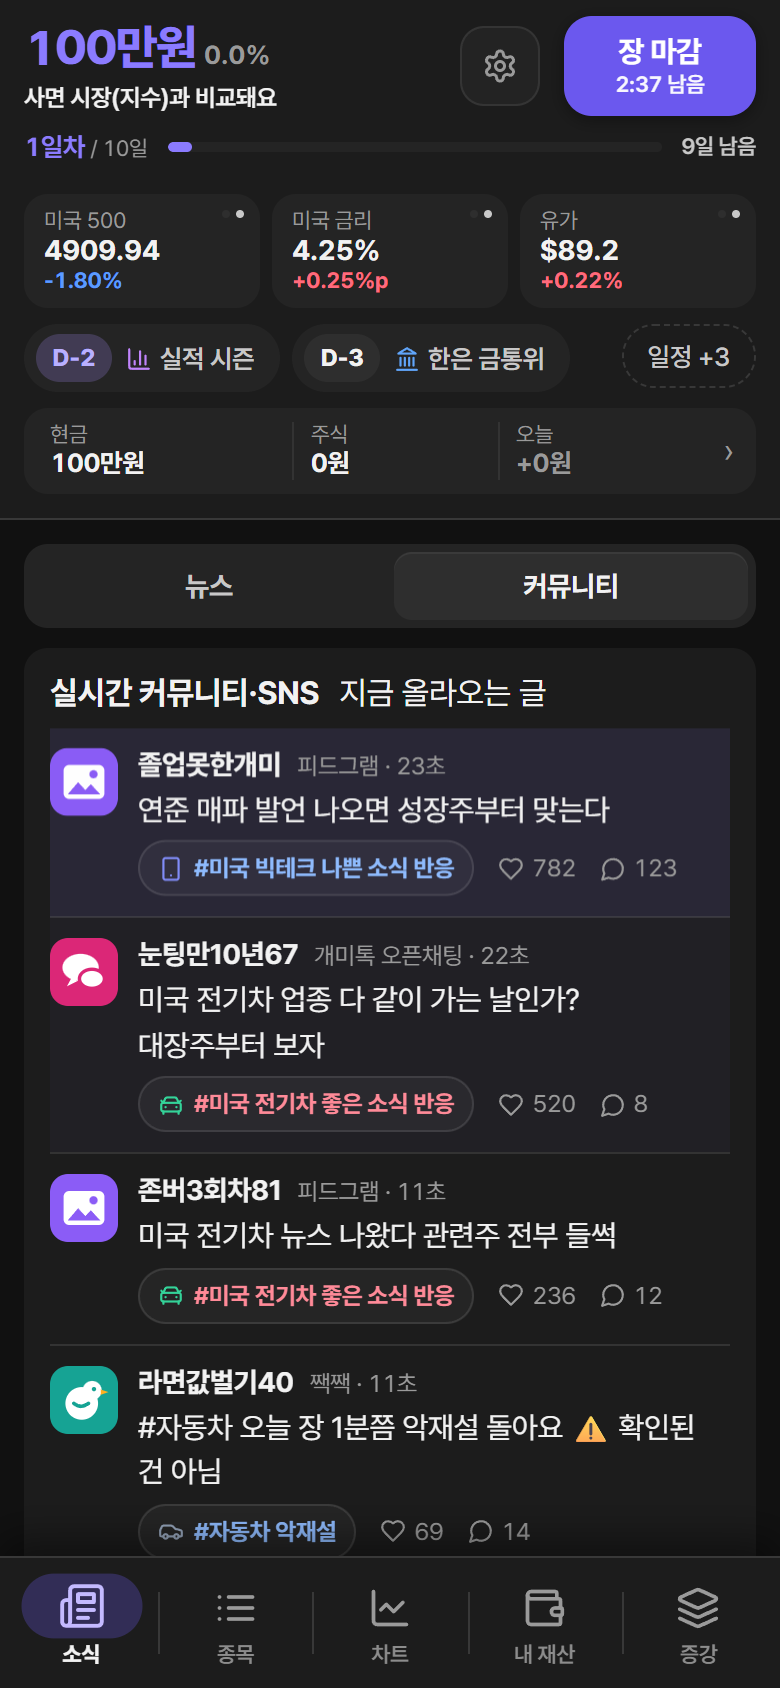 100만원 0.0%
사면 시장(지수)과 비교돼요
장 마감
2:37 남음
1일차 / 10일
9일 남음
미국 500
4909.94
-1.80%
미국 금리
4.25%
+0.25%p
유가
$89.2
+0.22%
D-2 실적 시즌
D-3 한은 금통위
일정 +3
현금
100만원
주식
0원
오늘
+0원
뉴스
커뮤니티
실시간 커뮤니티·SNS 지금 올라오는 글
졸업못한개미 피드그램 · 23초
연준 매파 발언 나오면 성장주부터 맞는다
#미국 빅테크 나쁜 소식 반응 782 123
눈팅만10년67 개미톡 오픈채팅 · 22초
미국 전기차 업종 다 같이 가는 날인가?
대장주부터 보자
#미국 전기차 좋은 소식 반응 520 8
존버3회차81 피드그램 · 11초
미국 전기차 뉴스 나왔다 관련주 전부 들썩
#미국 전기차 좋은 소식 반응 236 12
라면값벌기40 짹짹 · 11초
#자동차 오늘 장 1분쯤 악재설 돌아요 ⚠️ 확인된
건 아님
#자동차 악재설 69 14
소식
종목
차트
내 재산
증강